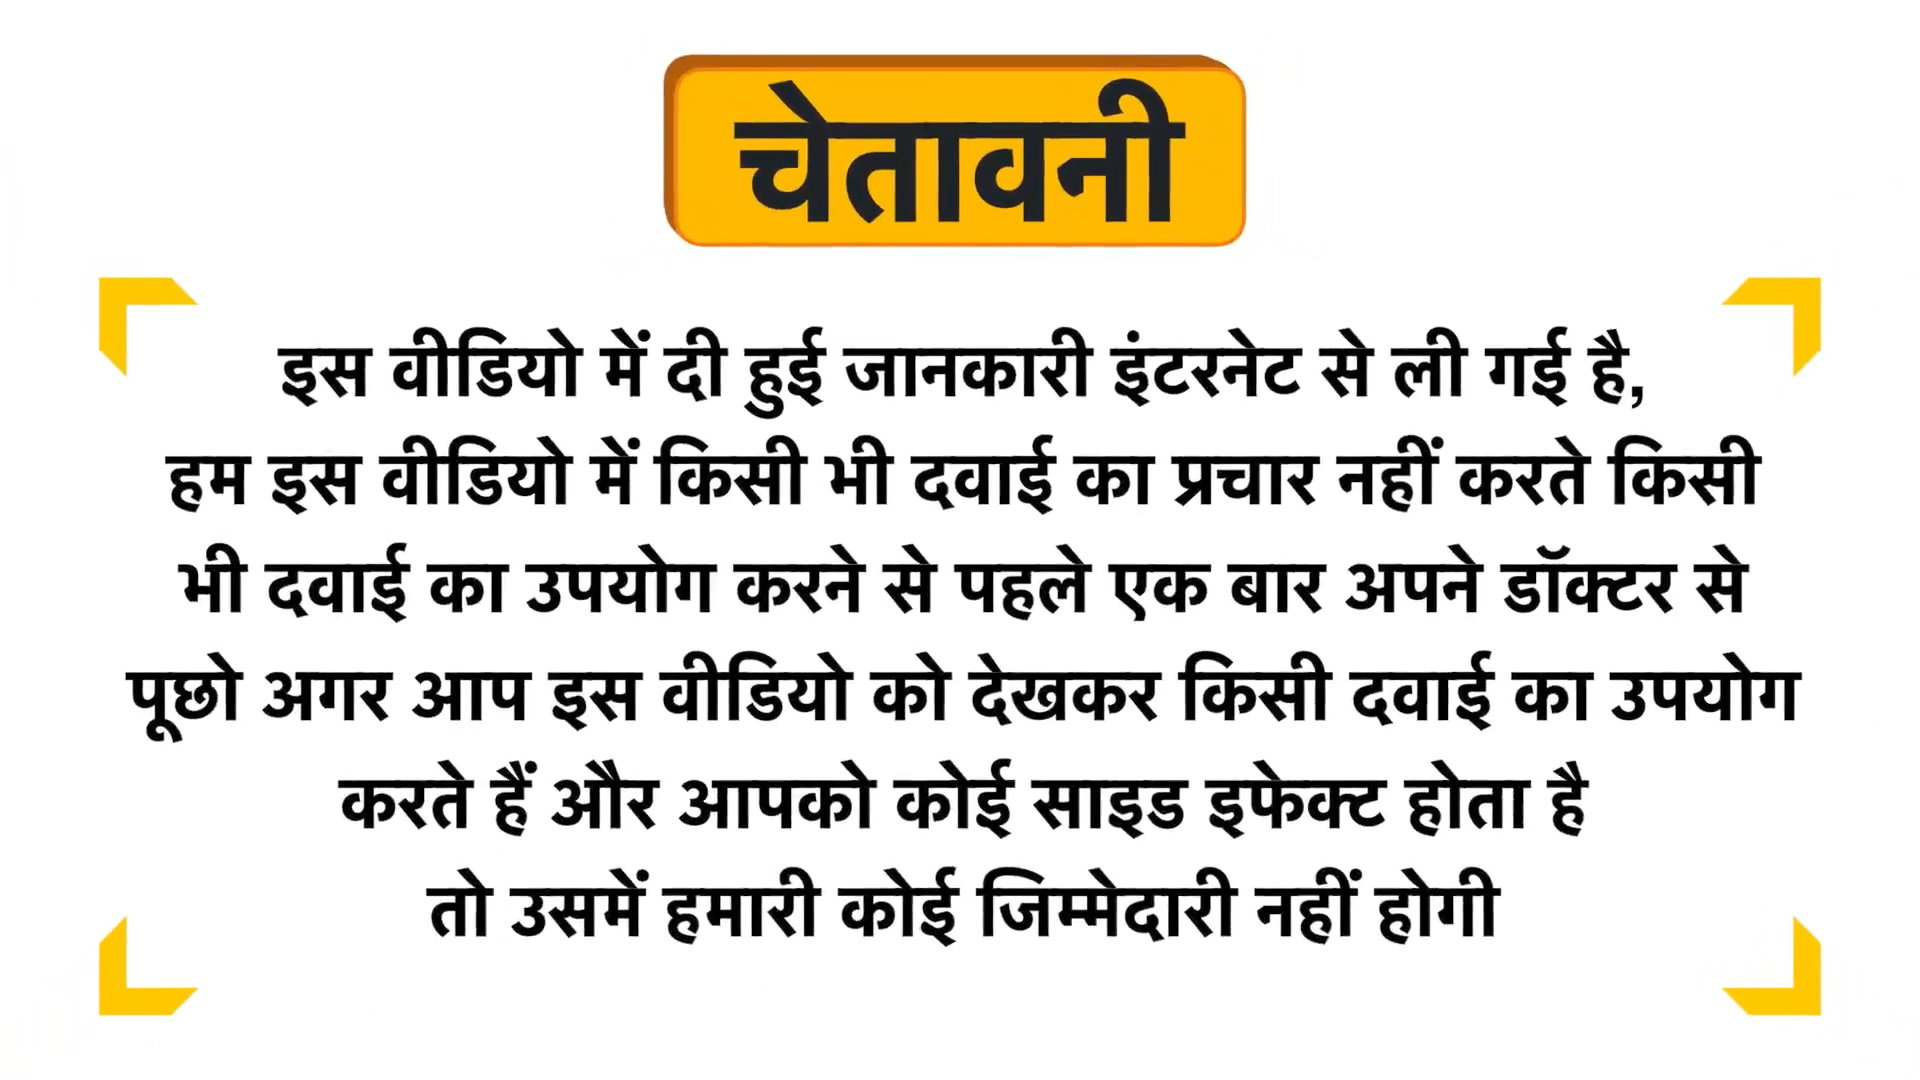 चेतावनी
इस वीडियो में दी हुई जानकारी इंटरनेट से ली गई है,
हम इस वीडियो में किसी भी दवाई का प्रचार नहीं करते किसी
भी दवाई का उपयोग करने से पहले एक बार अपने डॉक्टर से
पूछो अगर आप इस वीडियो को देखकर किसी दवाई का उपयोग
करते हैं और आपको कोई साइड इफेक्ट होता है
तो उसमें हमारी कोई जिम्मेदारी नहीं होगी